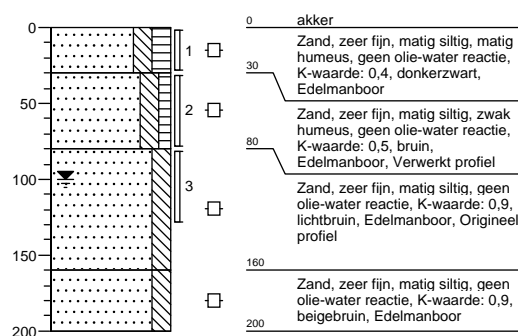 0
50
100
150
200
1
2
3
0 akker
Zand, zeer fijn, matig siltig, matig
humeus, geen olie-water reactie,
K-waarde: 0,4, donkerzwart,
Edelmanboor
30
Zand, zeer fijn, matig siltig, zwak
humeus, geen olie-water reactie,
K-waarde: 0,5, bruin,
Edelmanboor, Verwerkt profiel
80
Zand, zeer fijn, matig siltig, geen
olie-water reactie, K-waarde: 0,9,
lichtbruin, Edelmanboor, Origineel
profiel
160
Zand, zeer fijn, matig siltig, geen
olie-water reactie, K-waarde: 0,9,
beigebruin, Edelmanboor
200